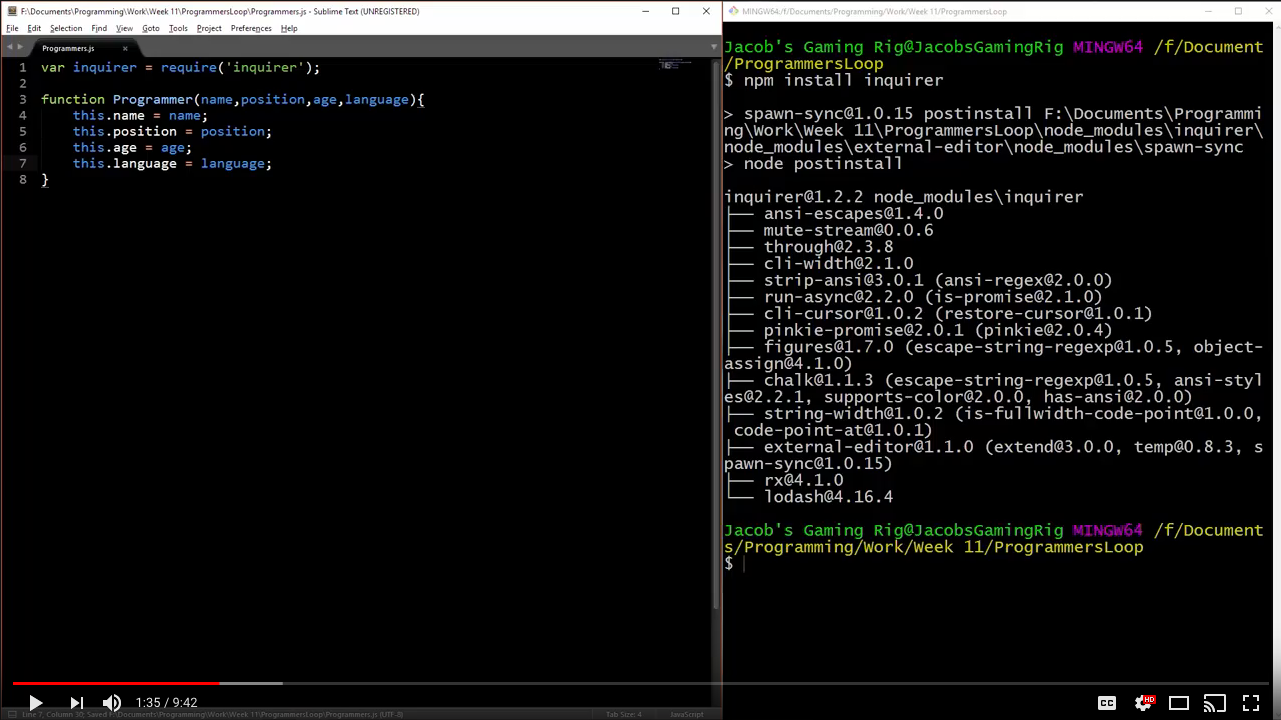 F:\Documents\Programming\Work\Week 11\ProgrammersLoop\Programmers.js - Sublime Text (UNREGISTERED)
File Edit Selection Find View Goto Tools Project Preferences Help
Programmers.js
1 var inquirer = require('inquirer');
2
3 function Programmer(name,position,age,language){
4 this.name = name;
5 this.position = position;
6 this.age = age;
7 this.language = language;
8 }
MINGW64:/f/Documents/Programming/Work/Week 11/ProgrammersLoop
Jacob's Gaming Rig@JacobsGamingRig MINGW64 /f/Document
/ProgrammersLoop
$ npm install inquirer
> spawn-sync@1.0.15 postinstall F:\Documents\Programmi
ng\Work\Week 11\ProgrammersLoop\node_modules\inquirer\
node_modules\external-editor\node_modules\spawn-sync
> node postinstall
inquirer@1.2.2 node_modules\inquirer
├── ansi-escapes@1.4.0
├── mute-stream@0.0.6
├── through@2.3.8
├── cli-width@2.1.0
├── strip-ansi@3.0.1 (ansi-regex@2.0.0)
├── run-async@2.2.0 (is-promise@2.1.0)
├── cli-cursor@1.0.2 (restore-cursor@1.0.1)
├── pinkie-promise@2.0.1 (pinkie@2.0.4)
├── figures@1.7.0 (escape-string-regexp@1.0.5, object-
assign@4.1.0)
├── chalk@1.1.3 (escape-string-regexp@1.0.5, ansi-styl
es@2.2.1, supports-color@2.0.0, has-ansi@2.0.0)
├── string-width@1.0.2 (is-fullwidth-code-point@1.0.0,
code-point-at@1.0.1)
├── external-editor@1.1.0 (extend@3.0.0, temp@0.8.3, s
pawn-sync@1.0.15)
├── rx@4.1.0
└── lodash@4.16.4
Jacob's Gaming Rig@JacobsGamingRig MINGW64 /f/Document
s/Programming/Work/Week 11/ProgrammersLoop
$
1:35 / 9:42
CC
HD
Line 7, Column 30; Saved F:\Documents\Programming\Work\Week 11\ProgrammersLoop\Programmers.js (UTF-8)
Tab Size: 4
JavaScript